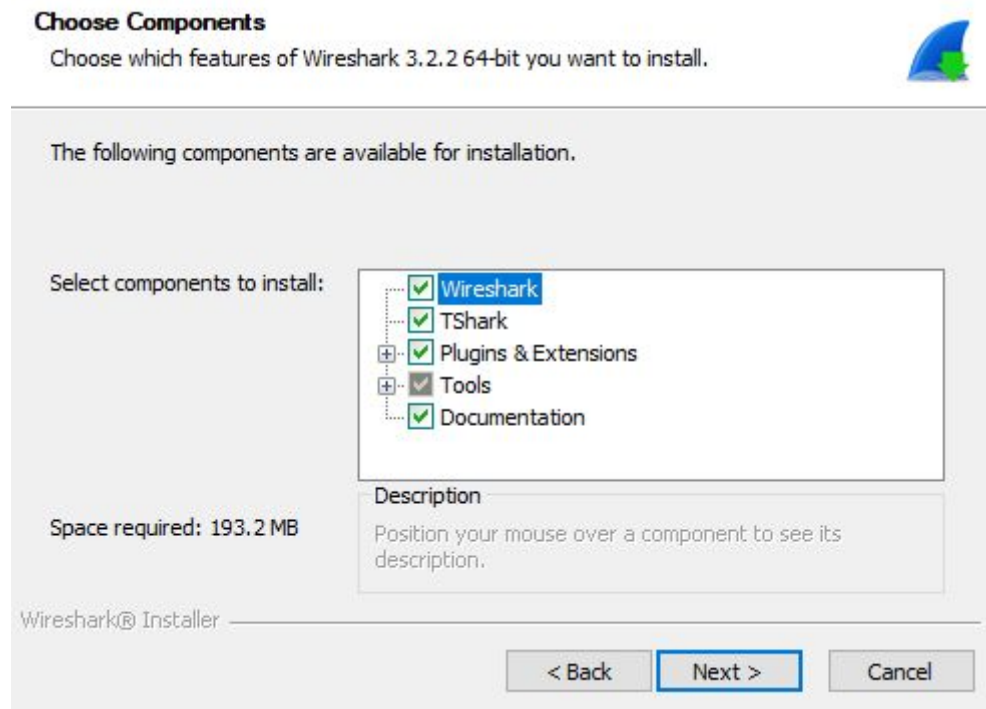 Choose Components
Choose which features of Wireshark 3.2.2 64-bit you want to install.
The following components are available for installation.
Select components to install:
Wireshark
TShark
Plugins & Extensions
Tools
Documentation
Space required: 193.2 MB
Description
Position your mouse over a component to see its
description.
Wireshark® Installer
< Back
Next >
Cancel